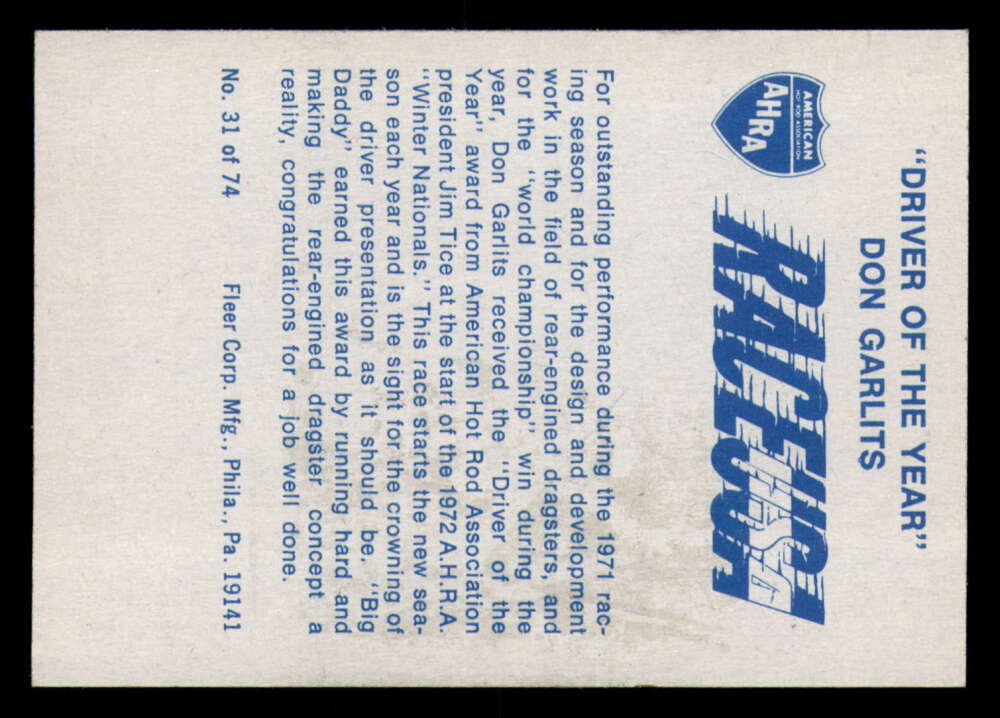 "DRIVER OF THE YEAR"
DON GARLITS
AMERICAN
HOT ROD ASSOCIATION
AHRA
RACE
USA
For outstanding performance during the 1971 rac-
ing season and for the design and development
work in the field of rear-engined dragsters, and
for the "world championship" win during the
year, Don Garlits received the "Driver of the
Year" award from American Hot Rod Association
president Jim Tice at the start of the 1972 A.H.R.A.
"Winter Nationals." This race starts the new sea-
son each year and is the sight for the crowning of
the driver presentation as it should be. "Big
Daddy" earned this award by running hard and
making the rear-engined dragster concept a
reality, congratulations for a job well done.
No. 31 of 74 Fleer Corp. Mfg., Phila., Pa. 19141